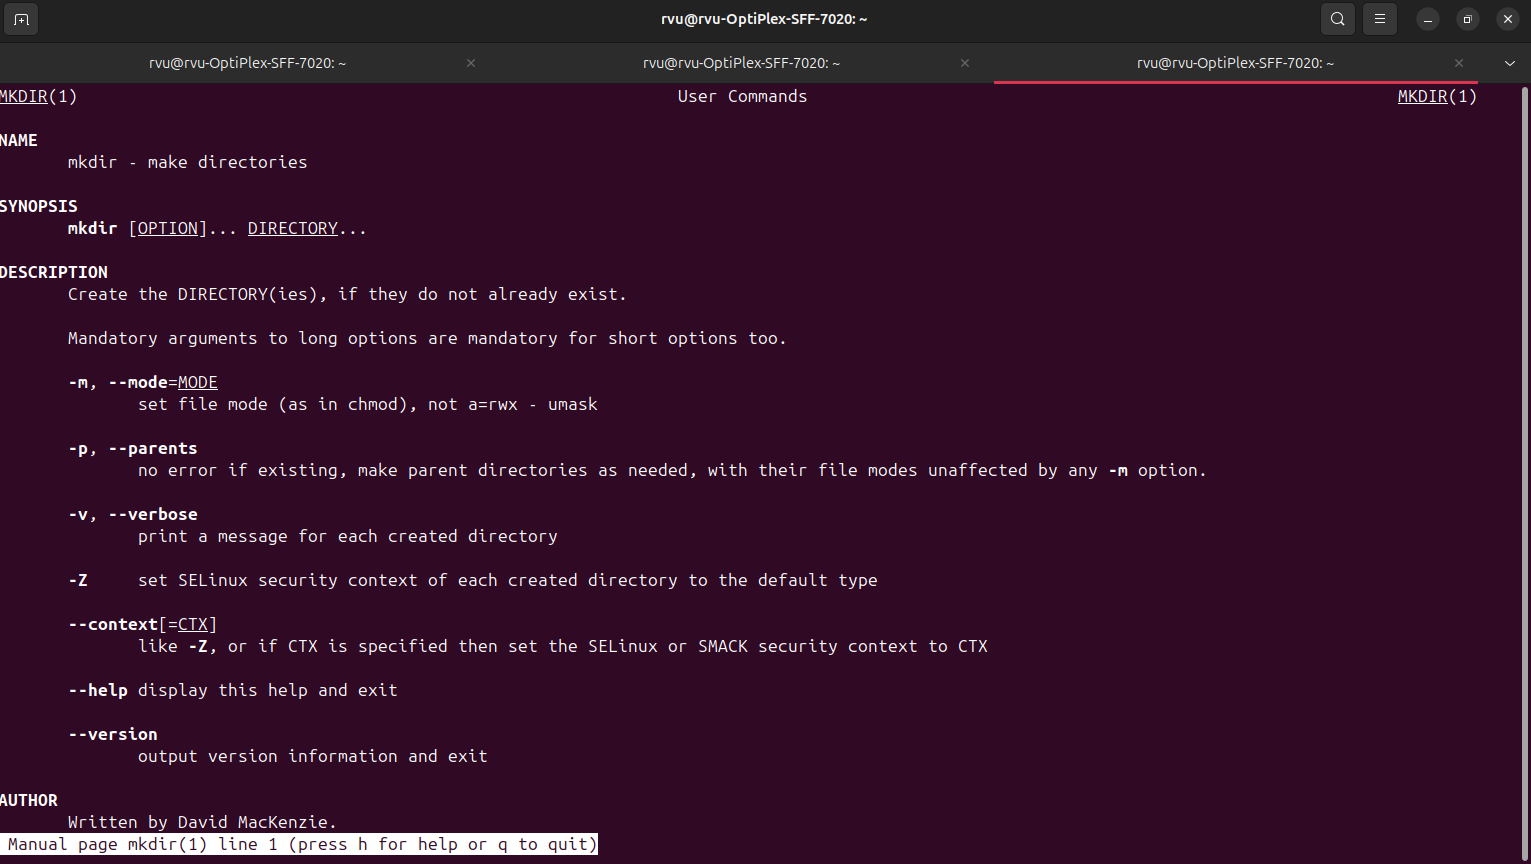 rvu@rvu-OptiPlex-SFF-7020: ~
rvu@rvu-OptiPlex-SFF-7020: ~
rvu@rvu-OptiPlex-SFF-7020: ~
rvu@rvu-OptiPlex-SFF-7020: ~
MKDIR(1) User Commands MKDIR(1)
NAME
mkdir - make directories
SYNOPSIS
mkdir [OPTION]... DIRECTORY...
DESCRIPTION
Create the DIRECTORY(ies), if they do not already exist.
Mandatory arguments to long options are mandatory for short options too.
-m, --mode=MODE
set file mode (as in chmod), not a=rwx - umask
-p, --parents
no error if existing, make parent directories as needed, with their file modes unaffected by any -m option.
-v, --verbose
print a message for each created directory
-Z set SELinux security context of each created directory to the default type
--context[=CTX]
like -Z, or if CTX is specified then set the SELinux or SMACK security context to CTX
--help display this help and exit
--version
output version information and exit
AUTHOR
Written by David MacKenzie.
Manual page mkdir(1) line 1 (press h for help or q to quit)